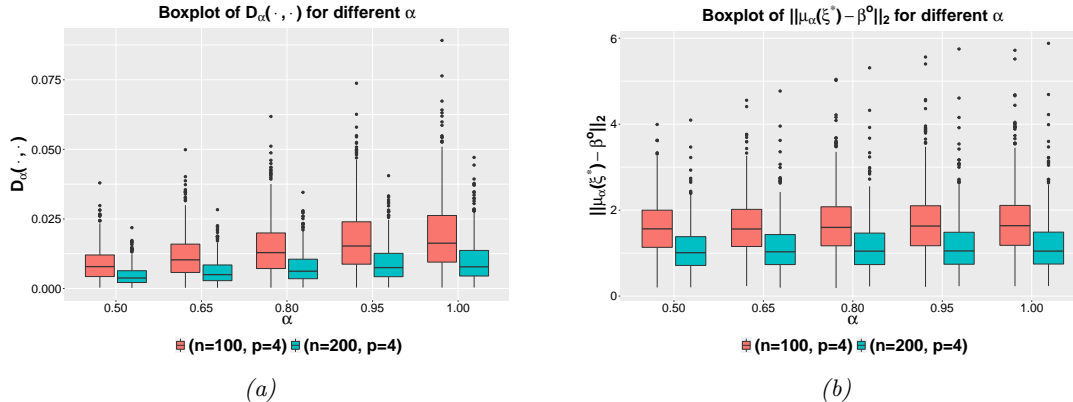 Boxplot of D_α(·,·) for different α
D_α(·,·)
0.075
0.050
0.025
0.000
0.50 0.65 0.80 0.95 1.00
α
(n=100, p=4) (n=200, p=4)
(a)
Boxplot of ||μ_α(ξ*)−β^o||₂ for different α
||μ_α(ξ*)−β^o||₂
6
4
2
0
0.50 0.65 0.80 0.95 1.00
α
(n=100, p=4) (n=200, p=4)
(b)